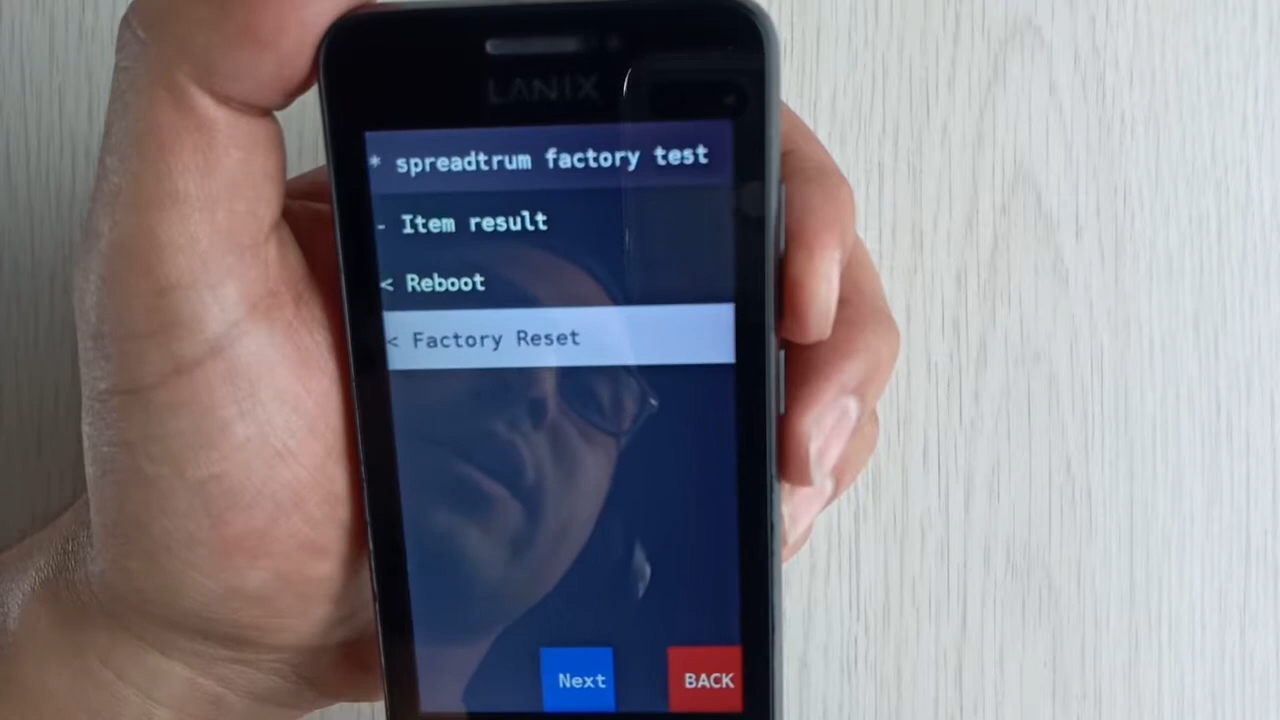 LANIX
* spreadtrum factory test
- Item result
< Reboot
< Factory Reset
Next
BACK